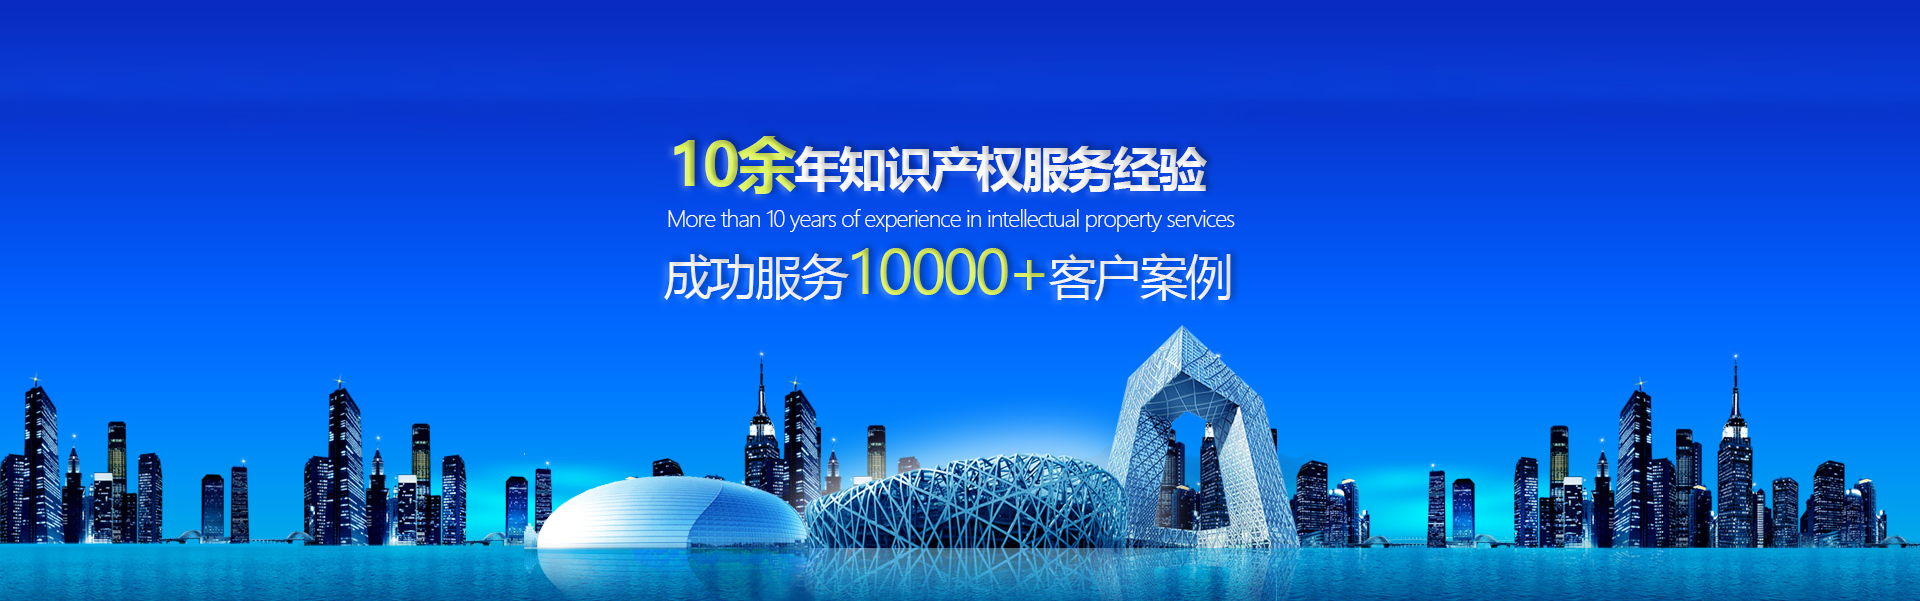 10余年知识产权服务经验
More than 10 years of experience in intellectual property services
成功服务10000+客户案例